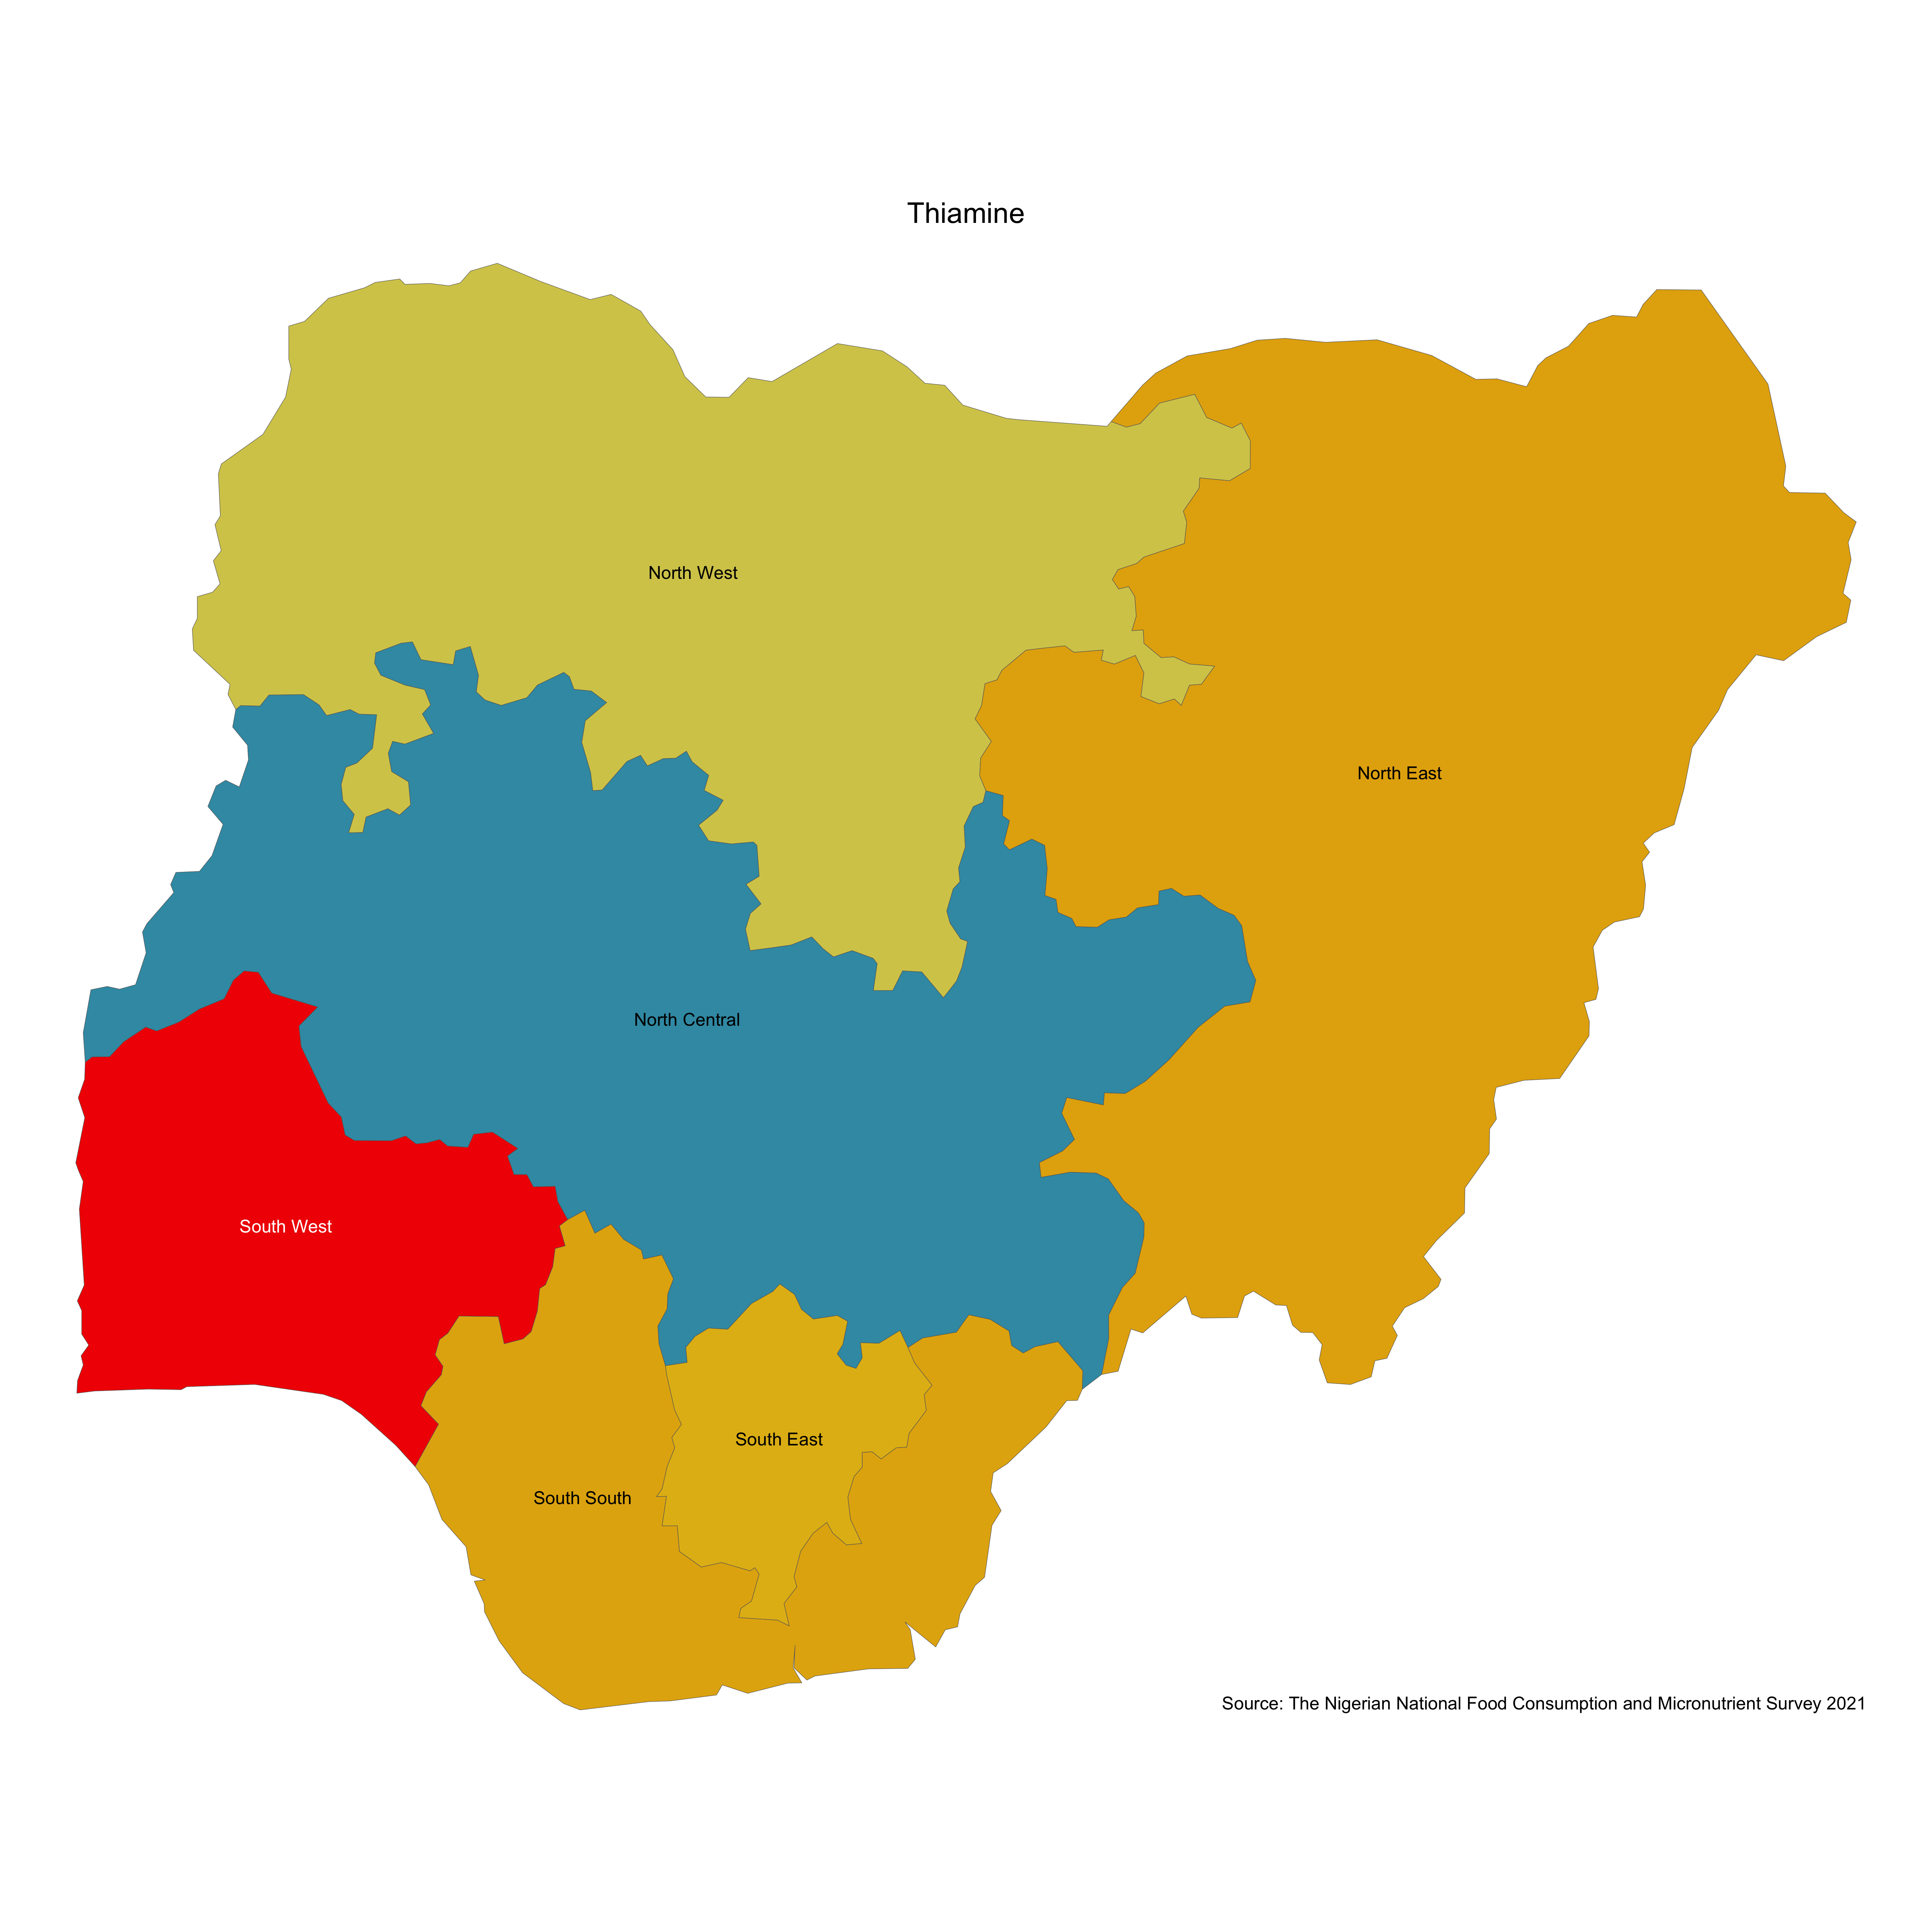 Thiamine
North West
North East
North Central
South West
South East
South South
Source: The Nigerian National Food Consumption and Micronutrient Survey 2021